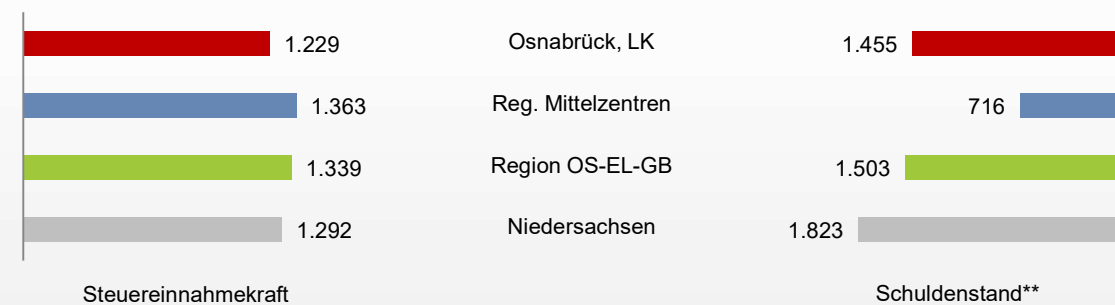 1.229 Osnabrück, LK 1.455
1.363 Reg. Mittelzentren 716
1.339 Region OS-EL-GB 1.503
1.292 Niedersachsen 1.823
Steuereinnahmekraft Schuldenstand**